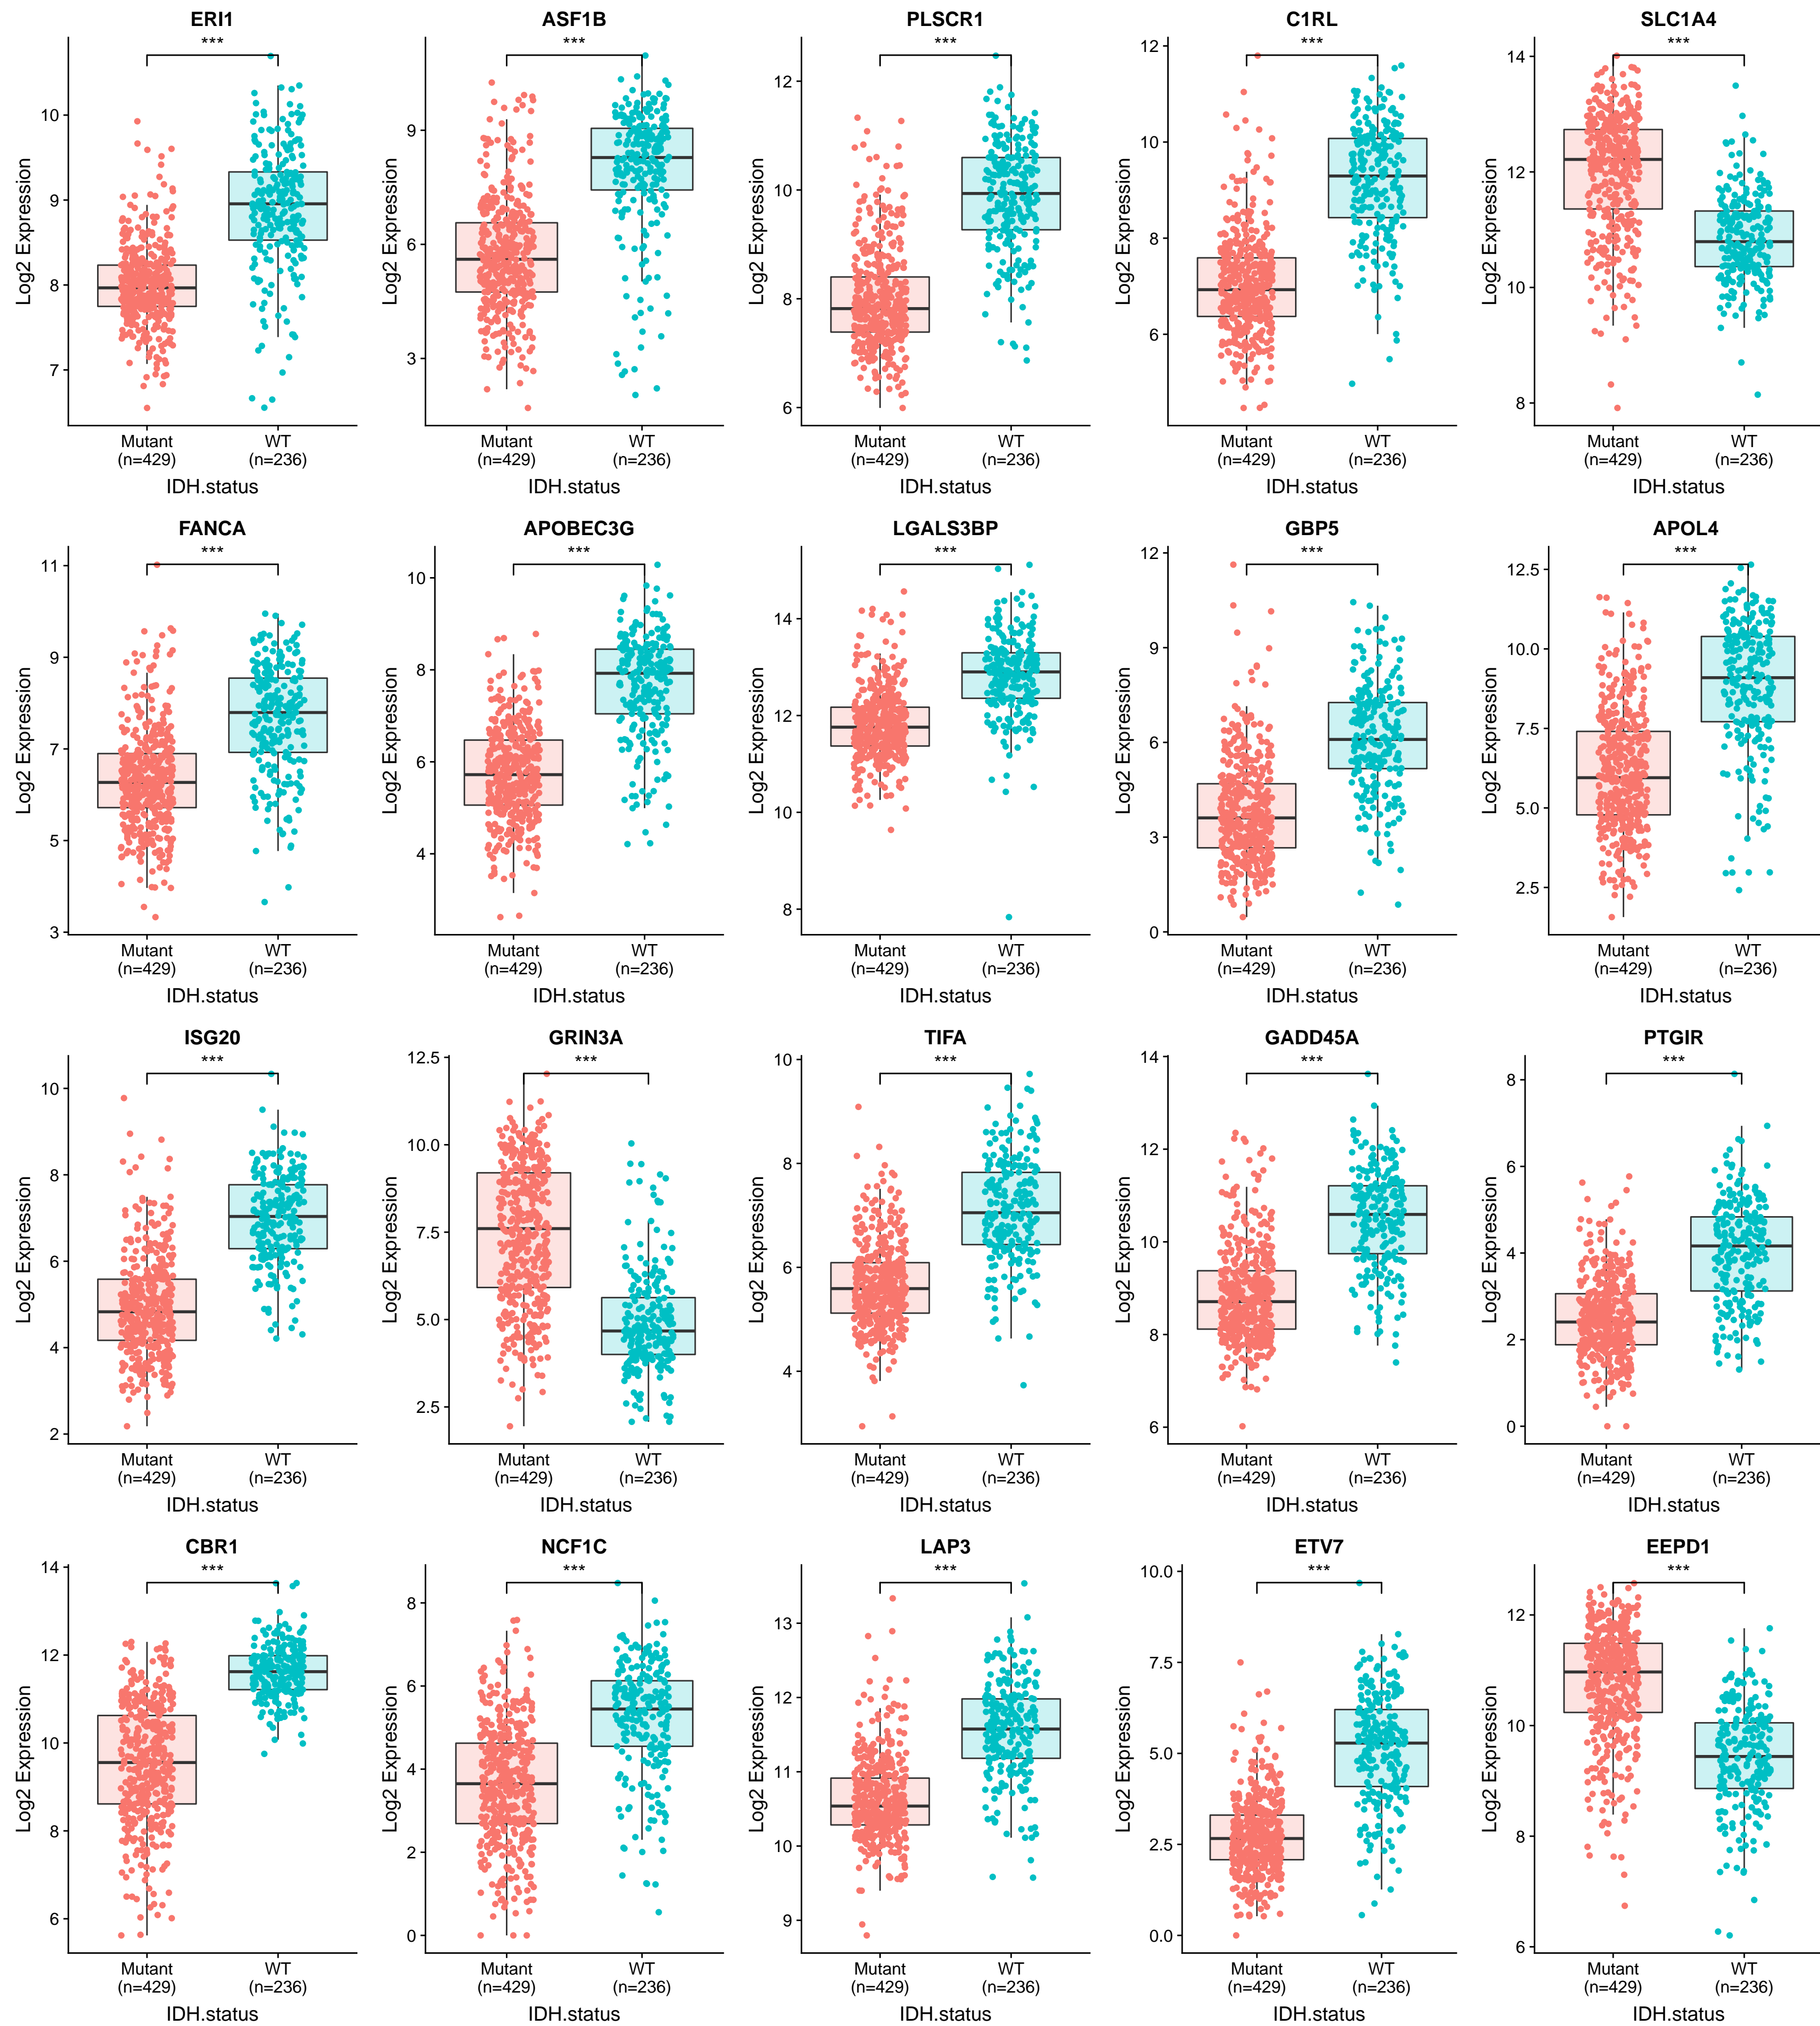 ERI1
***
Log2 Expression
10
9
8
7
Mutant
(n=429)
WT
(n=236)
IDH.status
ASF1B
***
Log2 Expression
9
6
3
Mutant
(n=429)
WT
(n=236)
IDH.status
PLSCR1
***
Log2 Expression
12
10
8
6
Mutant
(n=429)
WT
(n=236)
IDH.status
C1RL
***
Log2 Expression
12
10
8
6
Mutant
(n=429)
WT
(n=236)
IDH.status
SLC1A4
***
Log2 Expression
14
12
10
8
Mutant
(n=429)
WT
(n=236)
IDH.status
FANCA
***
Log2 Expression
11
9
7
5
3
Mutant
(n=429)
WT
(n=236)
IDH.status
APOBEC3G
***
Log2 Expression
10
8
6
4
Mutant
(n=429)
WT
(n=236)
IDH.status
LGALS3BP
***
Log2 Expression
14
12
10
8
Mutant
(n=429)
WT
(n=236)
IDH.status
GBP5
***
Log2 Expression
12
9
6
3
0
Mutant
(n=429)
WT
(n=236)
IDH.status
APOL4
***
Log2 Expression
12.5
10.0
7.5
5.0
2.5
Mutant
(n=429)
WT
(n=236)
IDH.status
ISG20
***
Log2 Expression
10
8
6
4
2
Mutant
(n=429)
WT
(n=236)
IDH.status
GRIN3A
***
Log2 Expression
12.5
10.0
7.5
5.0
2.5
Mutant
(n=429)
WT
(n=236)
IDH.status
TIFA
***
Log2 Expression
10
8
6
4
Mutant
(n=429)
WT
(n=236)
IDH.status
GADD45A
***
Log2 Expression
14
12
10
8
6
Mutant
(n=429)
WT
(n=236)
IDH.status
PTGIR
***
Log2 Expression
8
6
4
2
0
Mutant
(n=429)
WT
(n=236)
IDH.status
CBR1
***
Log2 Expression
14
12
10
8
6
Mutant
(n=429)
WT
(n=236)
IDH.status
NCF1C
***
Log2 Expression
8
6
4
2
0
Mutant
(n=429)
WT
(n=236)
IDH.status
LAP3
***
Log2 Expression
13
12
11
10
9
Mutant
(n=429)
WT
(n=236)
IDH.status
ETV7
***
Log2 Expression
10.0
7.5
5.0
2.5
0.0
Mutant
(n=429)
WT
(n=236)
IDH.status
EEPD1
***
Log2 Expression
12
10
8
6
Mutant
(n=429)
WT
(n=236)
IDH.status